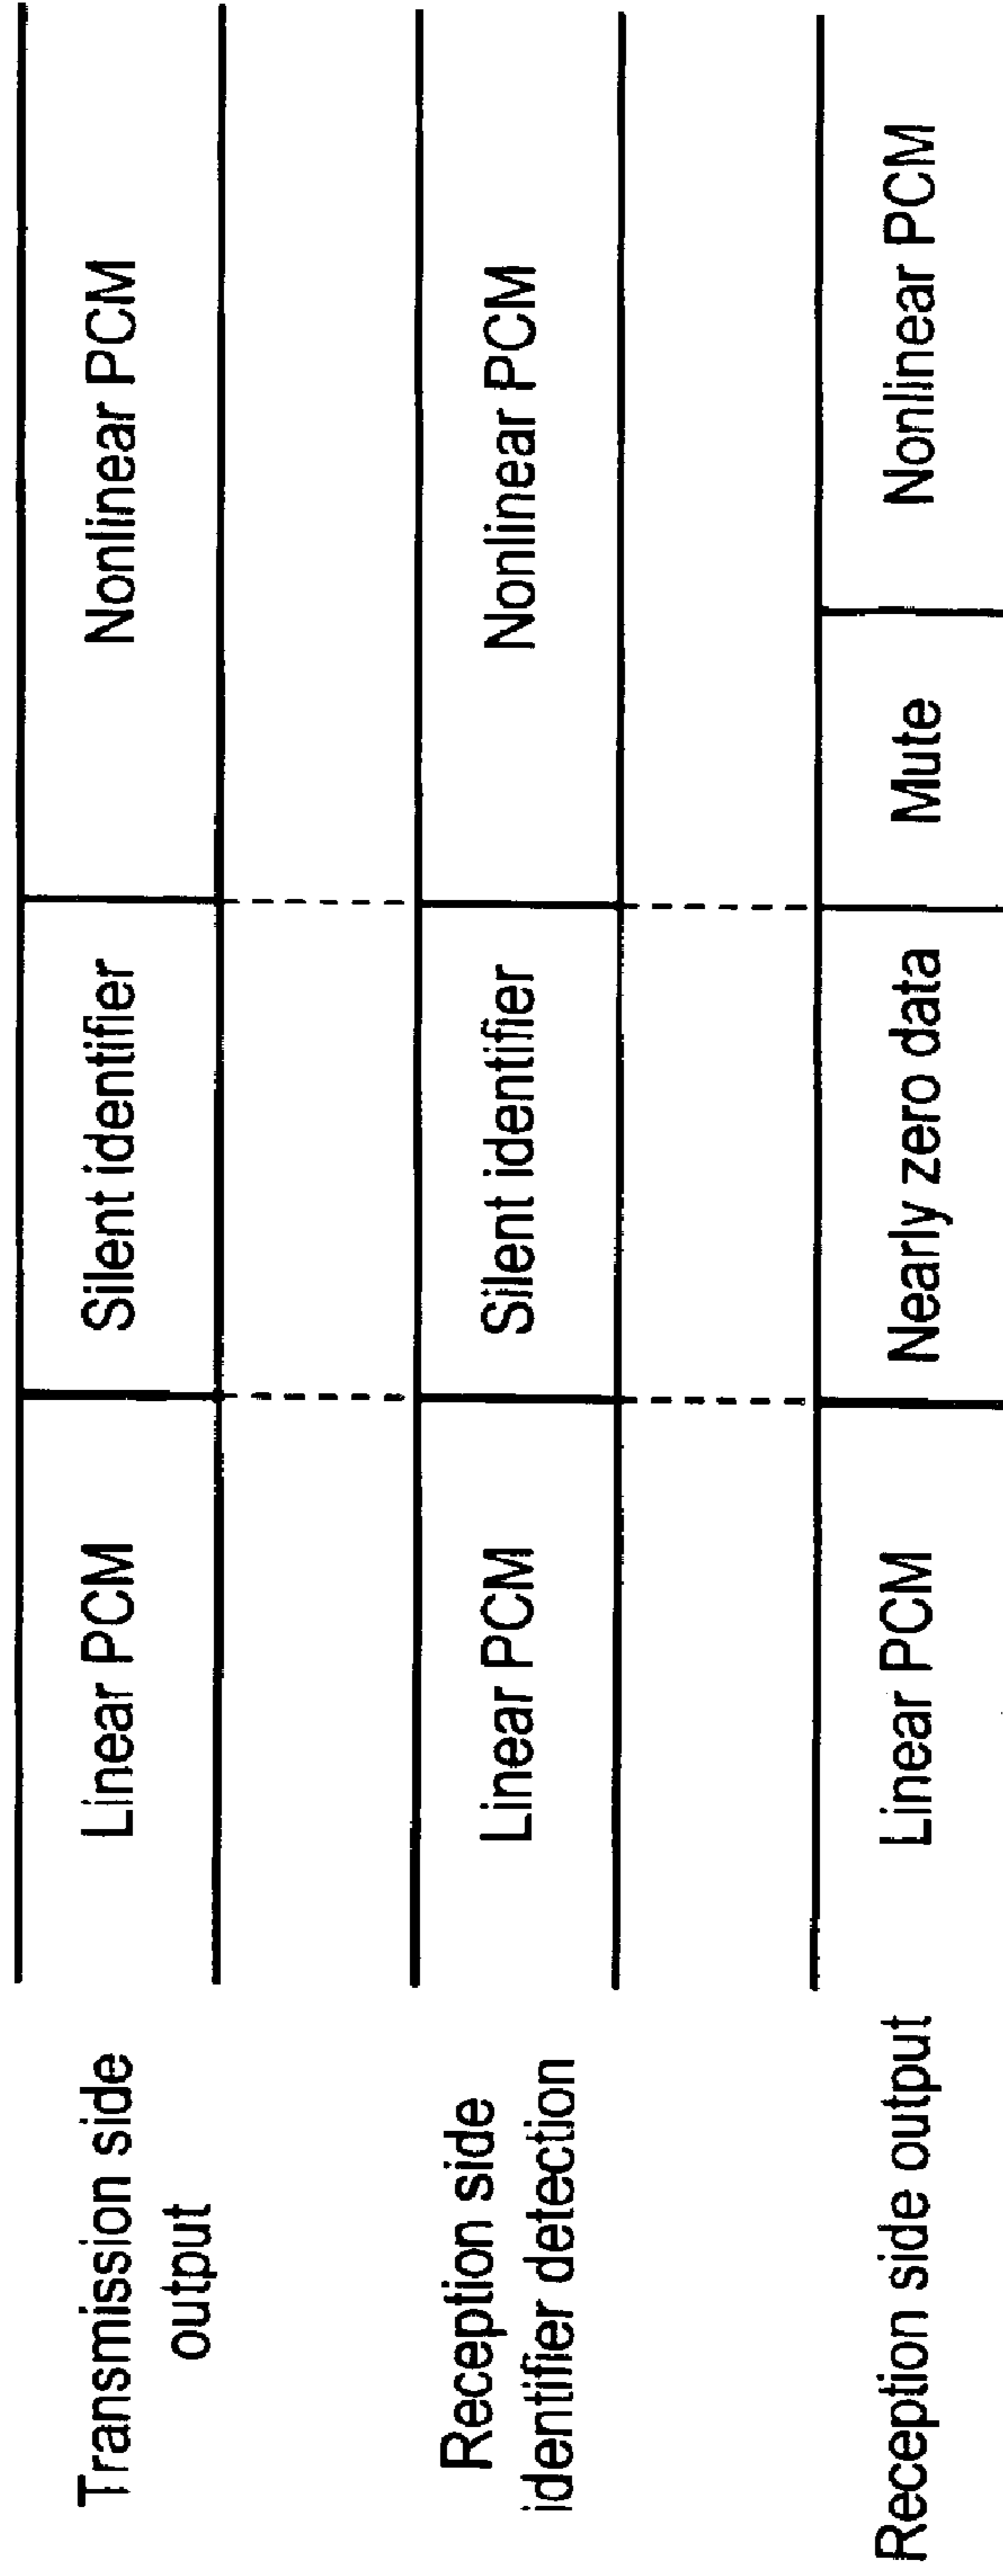 Transmission side
output
Linear PCM
Silent identifier
Nonlinear PCM
Reception side
identifier detection
Linear PCM
Silent identifier
Nonlinear PCM
Reception side output
Linear PCM
Nearly zero data
Mute
Nonlinear PCM